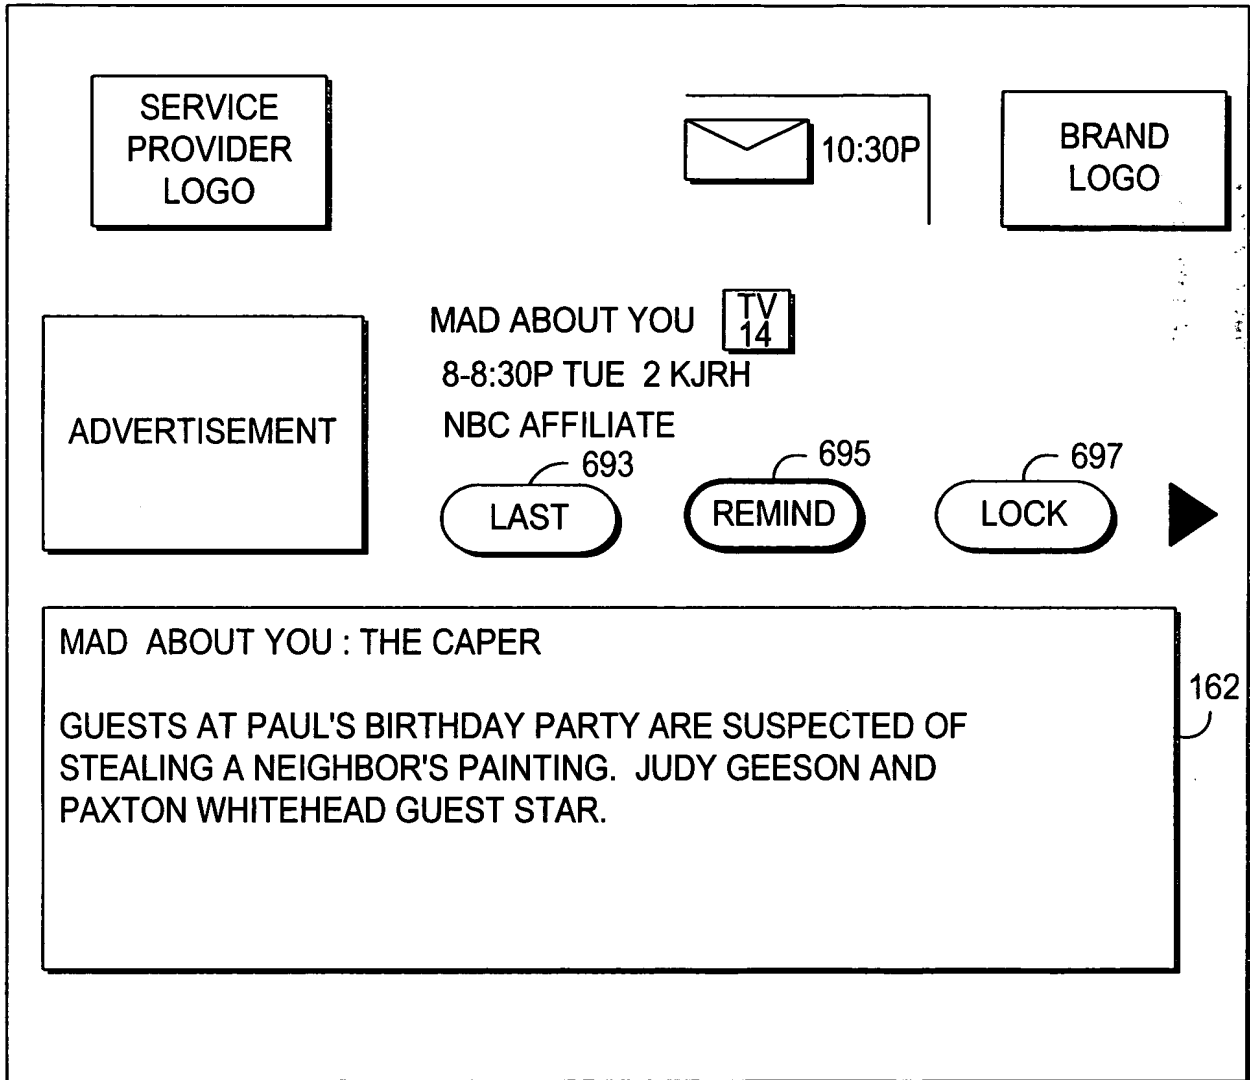 SERVICE
PROVIDER
LOGO
10:30P
BRAND
LOGO
ADVERTISEMENT
MAD ABOUT YOU
TV
14
8-8:30P TUE 2 KJRH
NBC AFFILIATE
693
695
697
LAST
REMIND
LOCK
MAD ABOUT YOU : THE CAPER
162
GUESTS AT PAUL'S BIRTHDAY PARTY ARE SUSPECTED OF
STEALING A NEIGHBOR'S PAINTING. JUDY GEESON AND
PAXTON WHITEHEAD GUEST STAR.